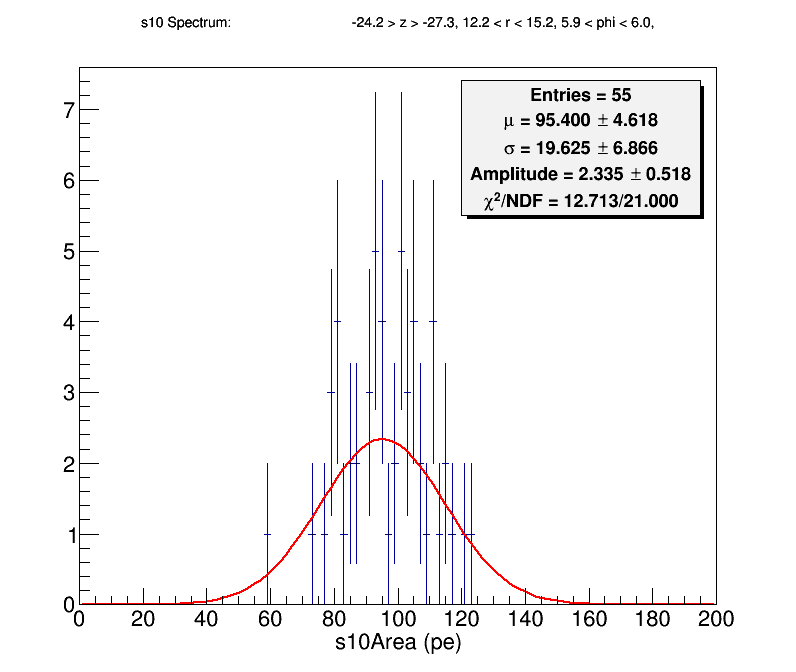 s10 Spectrum: -24.2 > z > -27.3, 12.2 < r < 15.2, 5.9 < phi < 6.0,
Entries = 55
μ = 95.400 ± 4.618
σ = 19.625 ± 6.866
Amplitude = 2.335 ± 0.518
χ²/NDF = 12.713/21.000
7
6
5
4
3
2
1
0
0 20 40 60 80 100 120 140 160 180 200
s10Area (pe)